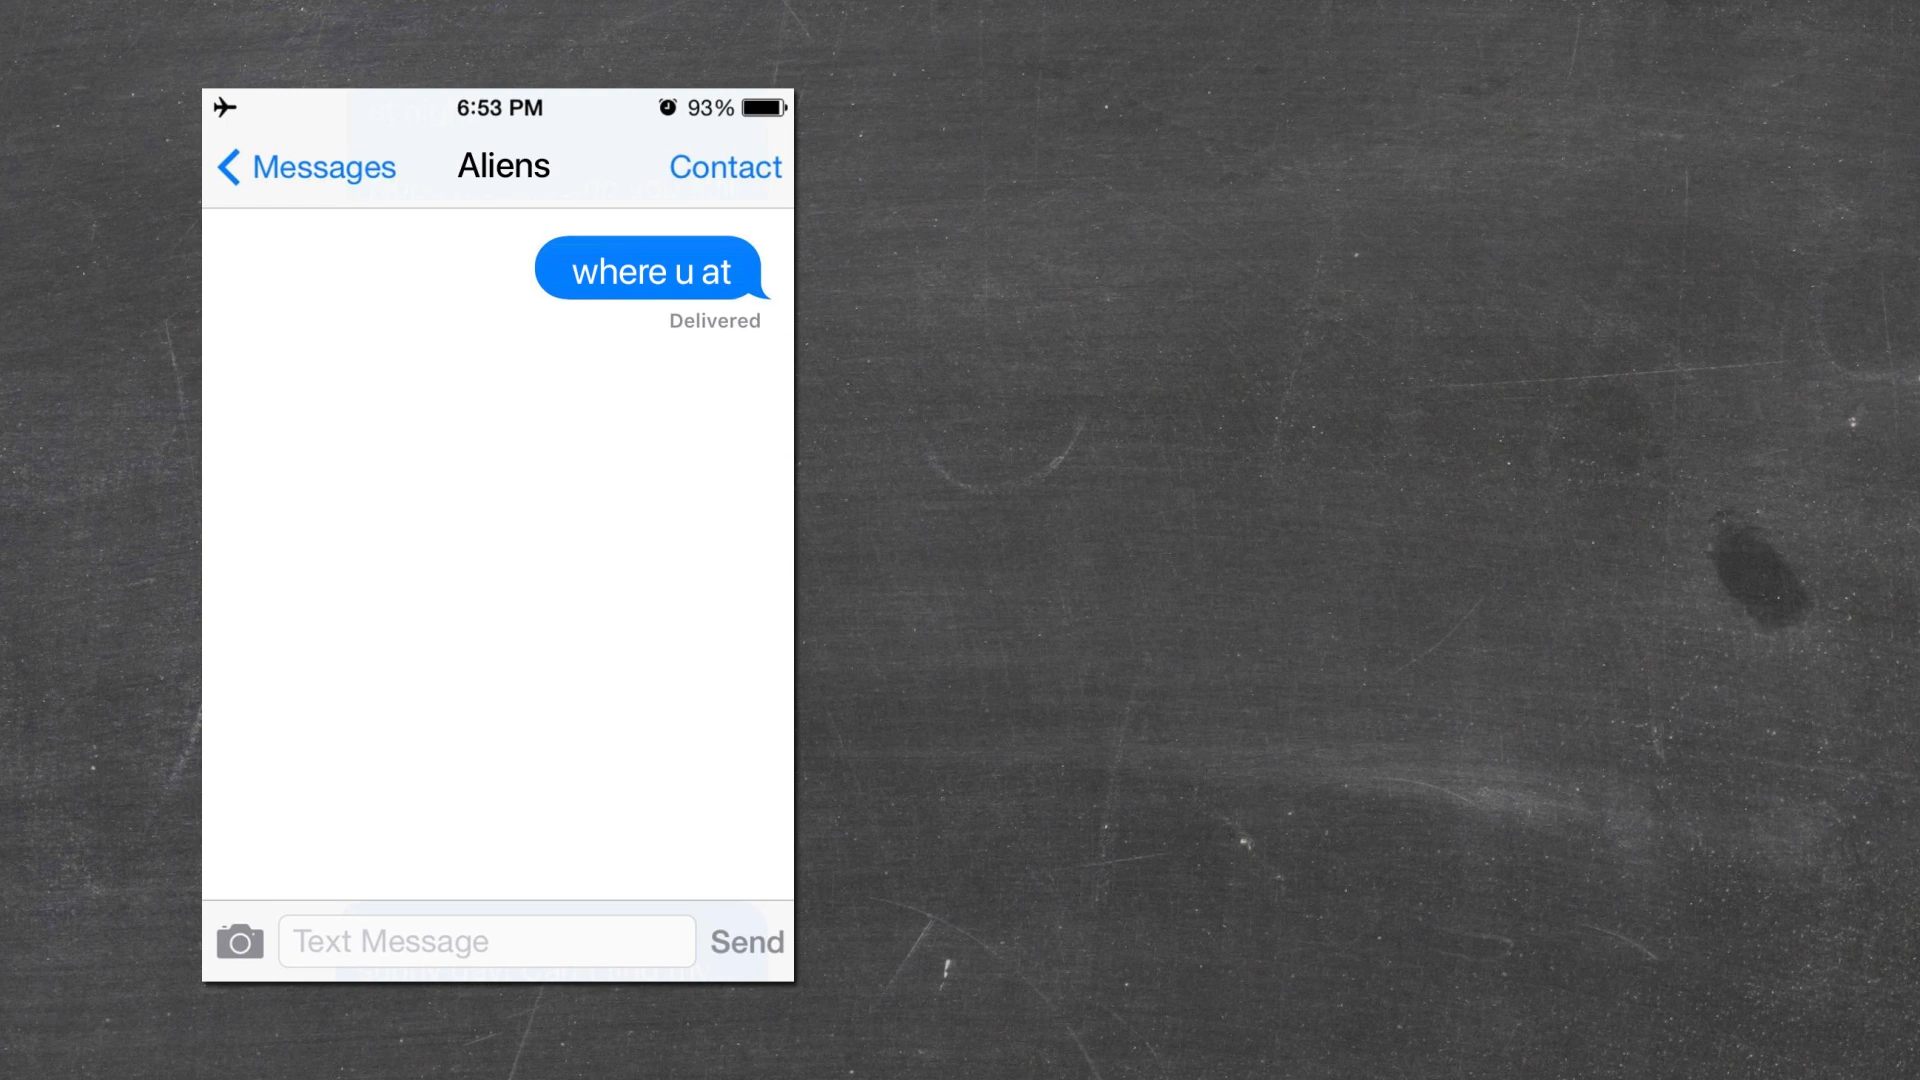 6:53 PM 93%
Messages Aliens Contact
where u at
Delivered
Text Message Send